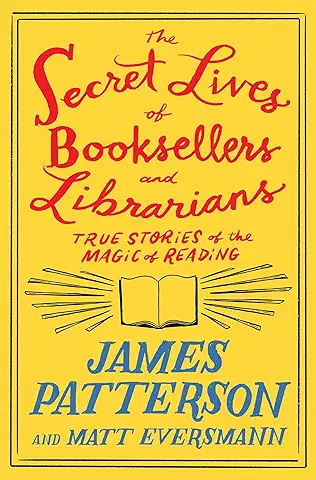 The
Secret Lives
of
Booksellers
and
Librarians
TRUE STORIES of the
MAGIC of READING
JAMES
PATTERSON
AND MATT EVERSMANN